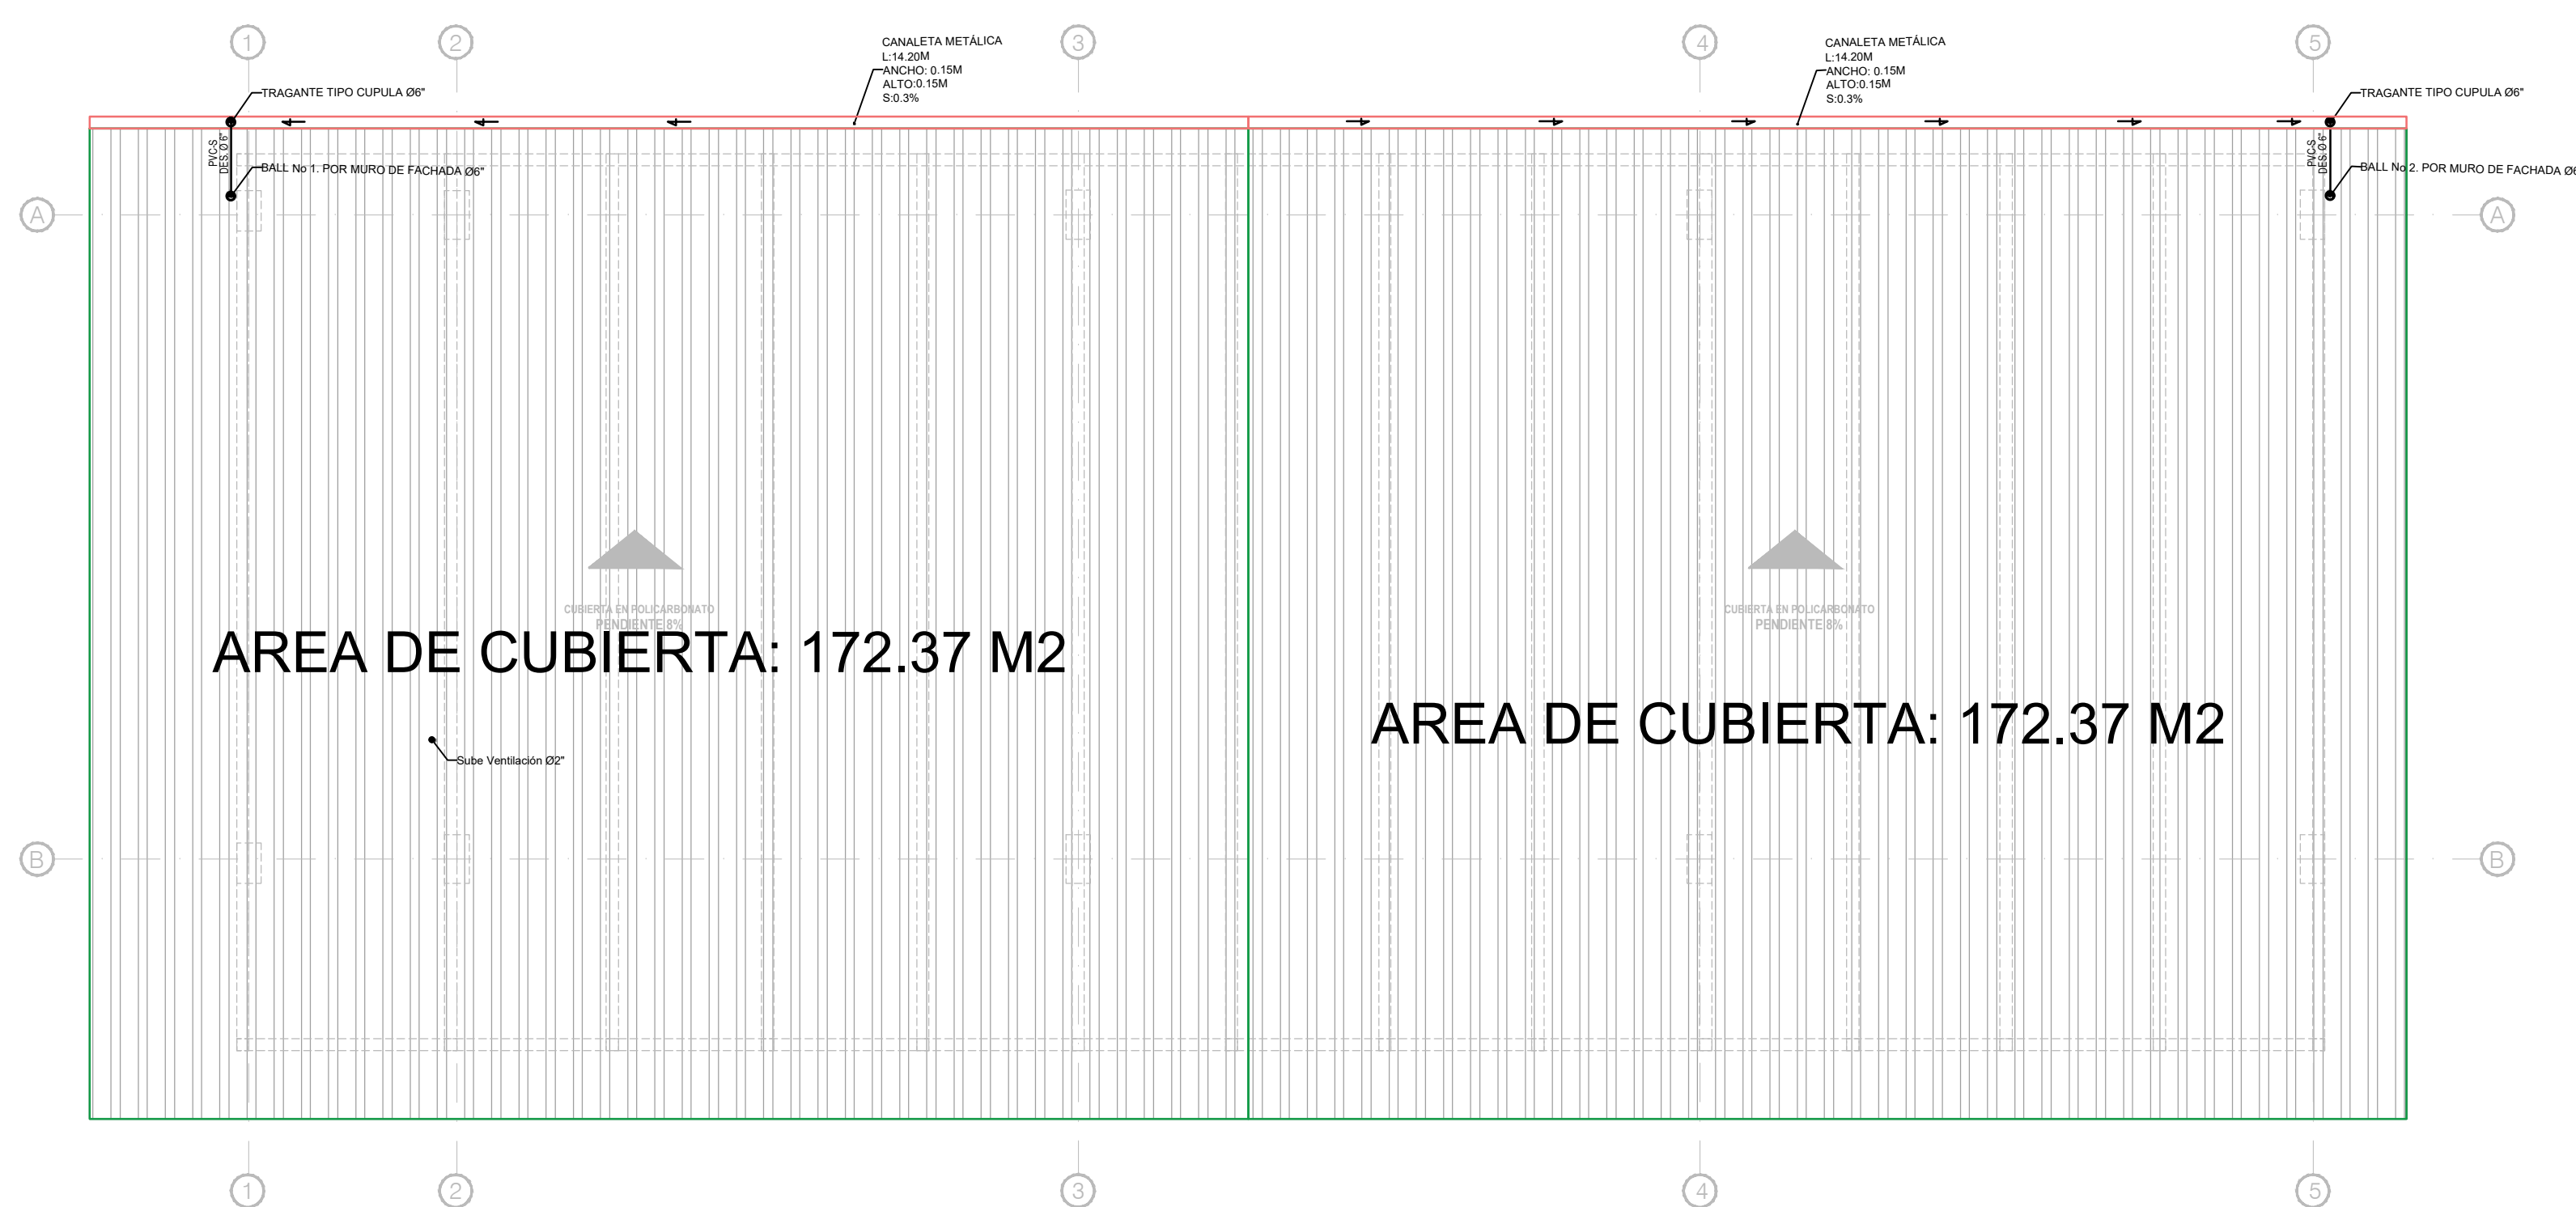 1
2
3
4
5
CANALETA METÁLICA
L:14.20M
ANCHO: 0.15M
ALTO:0.15M
S:0.3%
CANALETA METÁLICA
L:14.20M
ANCHO: 0.15M
ALTO:0.15M
S:0.3%
TRAGANTE TIPO CUPULA Ø6"
TRAGANTE TIPO CUPULA Ø6"
PVC-S
DES. Ø 6"
BALL No 1. POR MURO DE FACHADA Ø6"
PVC-S
DES. Ø 6"
BALL No 2. POR MURO DE FACHADA Ø6
A
A
CUBIERTA EN POLICARBONATO
PENDIENTE 8%
CUBIERTA EN POLICARBONATO
PENDIENTE 8%
AREA DE CUBIERTA: 172.37 M2
AREA DE CUBIERTA: 172.37 M2
Sube Ventilación Ø2"
B
B
1
2
3
4
5